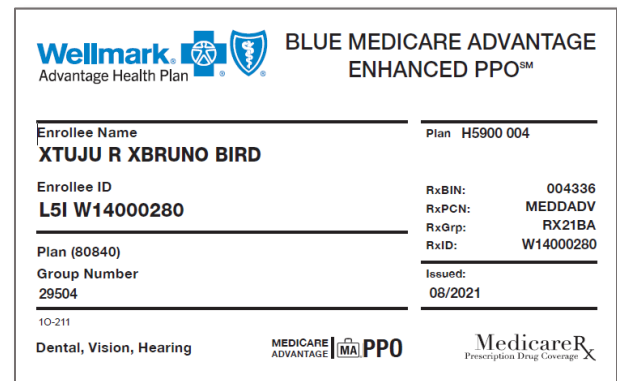 Wellmark
Advantage Health Plan
BLUE MEDICARE ADVANTAGE
ENHANCED PPO℠
Enrollee Name
XTUJU R XBRUNO BIRD
Enrollee ID
L5I W14000280
Plan (80840)
Group Number
29504
10-211
Dental, Vision, Hearing
Plan H5900 004
RxBIN: 004336
RxPCN: MEDDADV
RxGrp: RX21BA
RxID: W14000280
Issued:
08/2021
MEDICARE
ADVANTAGE MA PPO
MedicareRx
Prescription Drug Coverage